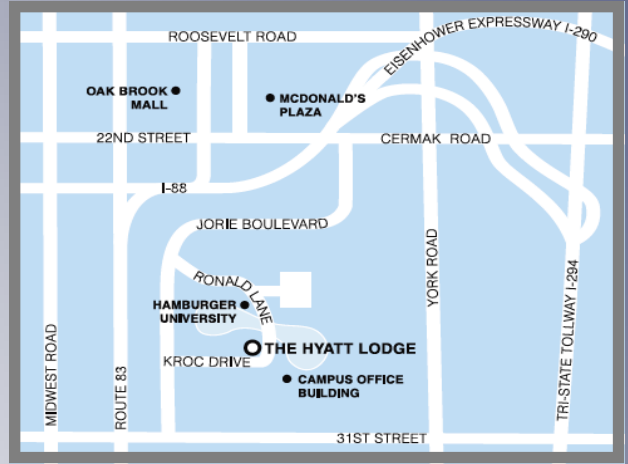 ROOSEVELT ROAD
EISENHOWER EXPRESSWAY I-290
OAK BROOK
MALL
MCDONALD'S
PLAZA
22ND STREET
CERMAK ROAD
I-88
JORIE BOULEVARD
RONALD LANE
HAMBURGER
UNIVERSITY
YORK ROAD
TRI-STATE TOLLWAY I-294
MIDWEST ROAD
ROUTE 83
THE HYATT LODGE
KROC DRIVE
CAMPUS OFFICE
BUILDING
31ST STREET